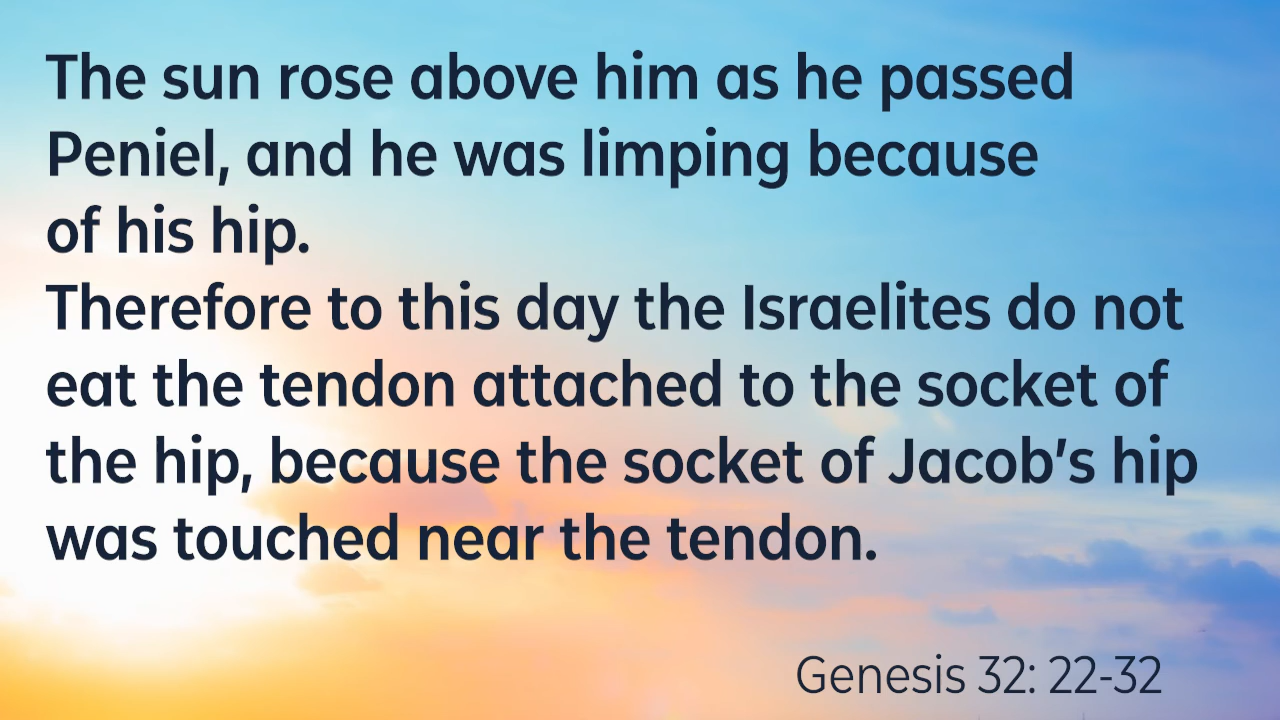 The sun rose above him as he passed
Peniel, and he was limping because
of his hip.
Therefore to this day the Israelites do not
eat the tendon attached to the socket of
the hip, because the socket of Jacob’s hip
was touched near the tendon.
Genesis 32: 22-32